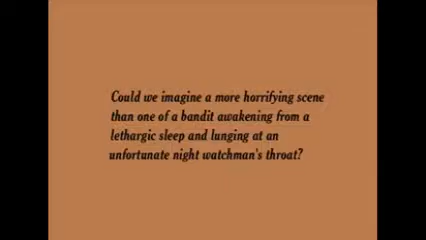 Could we imagine a more horrifying scene
than one of a bandit awakening from a
lethargic sleep and lunging at an
unfortunate night watchman's throat?